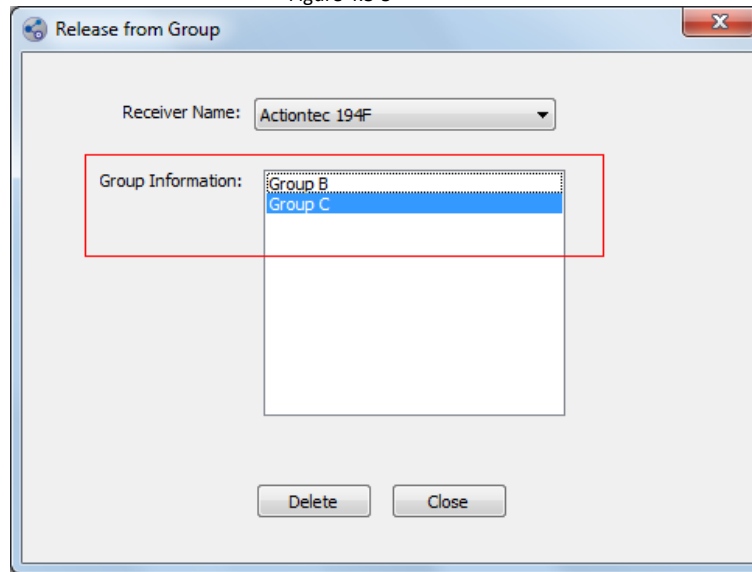 Release from Group
Receiver Name: Actiontec 194F
Group Information: Group B
Group C
Delete Close